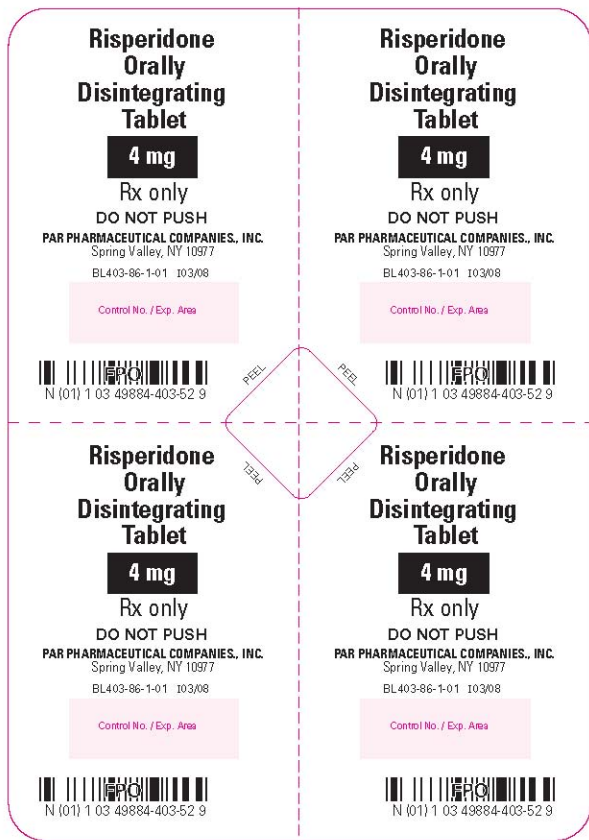 Risperidone
Orally
Disintegrating
Tablet
4 mg
Rx only
DO NOT PUSH
PAR PHARMACEUTICAL COMPANIES., INC.
Spring Valley, NY 10977
BL403-86-1-01 I03/08
Control No. / Exp. Area
FPO
N (01) 1 03 49884-403-52 9
PEEL
Risperidone
Orally
Disintegrating
Tablet
4 mg
Rx only
DO NOT PUSH
PAR PHARMACEUTICAL COMPANIES., INC.
Spring Valley, NY 10977
BL403-86-1-01 I03/08
Control No. / Exp. Area
PEEL
FPO
N (01) 1 03 49884-403-52 9
Risperidone
Orally
Disintegrating
Tablet
4 mg
Rx only
DO NOT PUSH
PAR PHARMACEUTICAL COMPANIES., INC.
Spring Valley, NY 10977
BL403-86-1-01 I03/08
Control No. / Exp. Area
FPO
N (01) 1 03 49884-403-52 9
PEEL
Risperidone
Orally
Disintegrating
Tablet
4 mg
Rx only
DO NOT PUSH
PAR PHARMACEUTICAL COMPANIES., INC.
Spring Valley, NY 10977
BL403-86-1-01 I03/08
Control No. / Exp. Area
FPO
N (01) 1 03 49884-403-52 9
PEEL